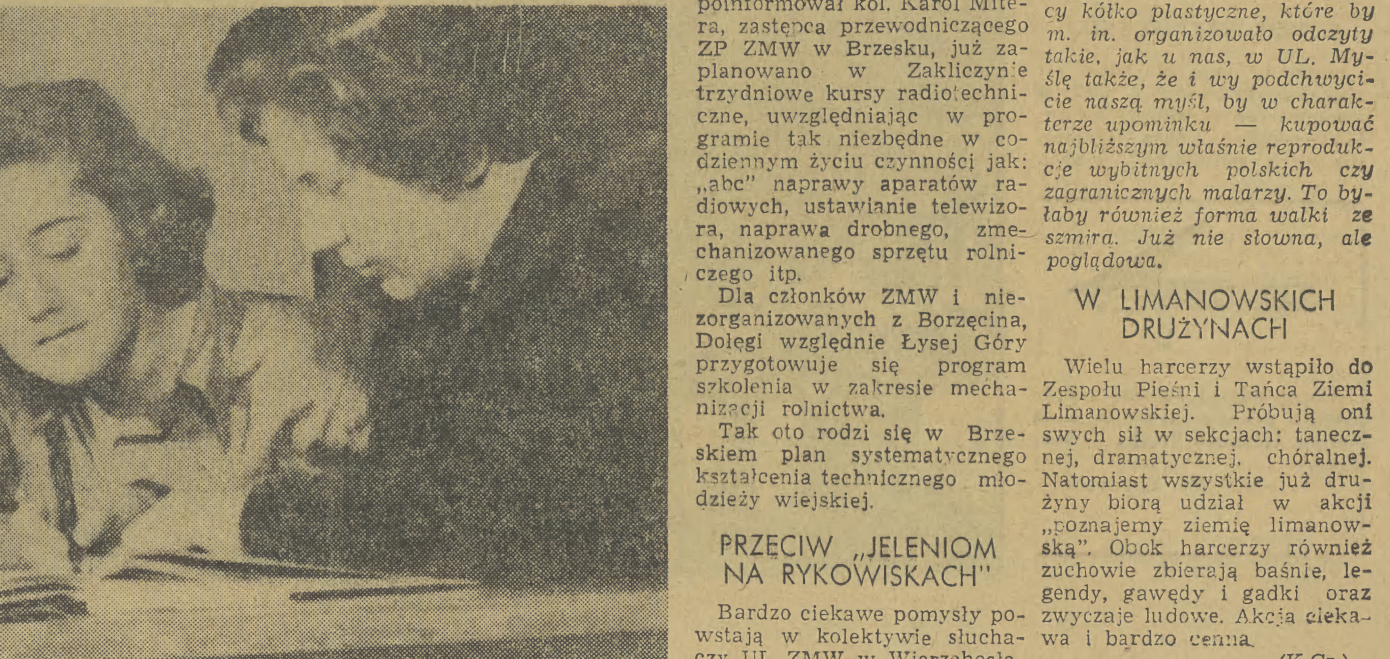 poinformował kol. Karol Mite-
ra, zastępca przewodniczącego
ZP ZMW w Brzesku, już za-
planowano w Zakliczynie
trzydniowe kursy radiotechni-
czne, uwzględniając w pro-
gramie tak niezbędne w co-
dziennym życiu czynności jak:
„abc” naprawy aparatów ra-
diowych, ustawianie telewizo-
ra, naprawa drobnego, zme-
chanizowanego sprzętu rolni-
czego itp.
Dla członków ZMW i nie-
zorganizowanych z Borzęcina,
Dołęgi względnie Łysej Góry
przygotowuje się program
szkolenia w zakresie mecha-
nizacji rolnictwa.
Tak oto rodzi się w Brze-
skiem plan systematycznego
kształcenia technicznego mło-
dzieży wiejskiej.
PRZECIW „JELENIOM
NA RYKOWISKACH”
Bardzo ciekawe pomysły po-
wstają w kolektywie słucha-
czy UL ZMW w
cy kółko plastyczne, które by
m. in. organizowało odczyty
takie, jak u nas, w UL. My-
ślę także, że i wy podchwyci-
cie naszą myśl, by w charak-
terze upominku — kupować
najbliższym właśnie reproduk-
cje wybitnych polskich czy
zagranicznych malarzy. To by-
łaby również forma walki ze
szmirą. Już nie słowna, ale
poglądowa.
W LIMANOWSKICH
DRUŻYNACH
Wielu harcerzy wstąpiło do
Zespołu Pieśni i Tańca Ziemi
Limanowskiej. Próbują oni
swych sił w sekcjach: tanecz-
nej, dramatycznej, chóralnej.
Natomiast wszystkie już dru-
żyny biorą udział w akcji
„poznajemy ziemię limanow-
ską”. Obok harcerzy również
zuchowie zbierają baśnie, le-
gendy, gawędy i gadki oraz
zwyczaje ludowe. Akcja cieka-
wa i bardzo cenna.